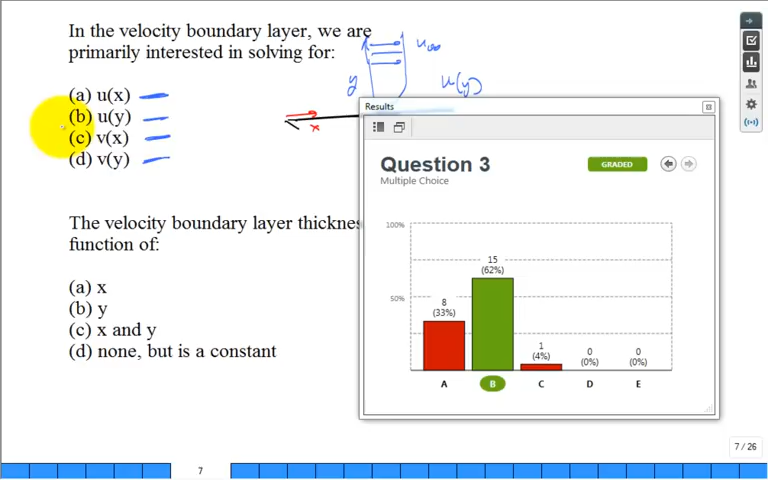 In the velocity boundary layer, we are
primarily interested in solving for:
(a) u(x)
(b) u(y)
(c) v(x)
(d) v(y)
u∞
y
u(y)
x
The velocity boundary layer thicknes
function of:
(a) x
(b) y
(c) x and y
(d) none, but is a constant
Results
Question 3
GRADED
Multiple Choice
100%
50%
8
(33%)
15
(62%)
1
(4%)
0
(0%)
0
(0%)
A B C D E
7 / 26
7